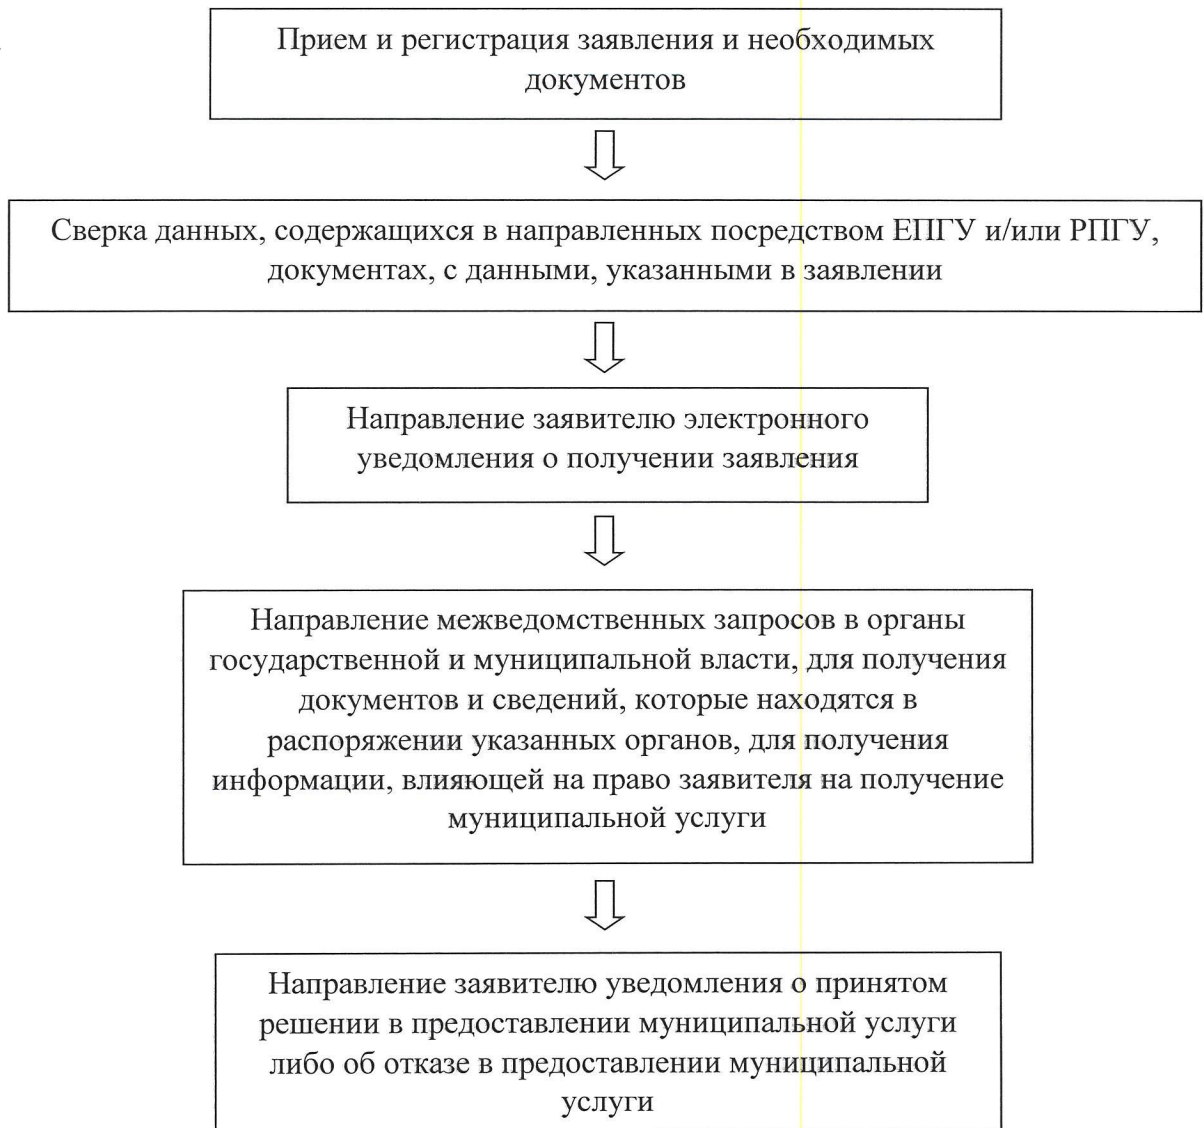 Прием и регистрация заявления и необходимых
документов
Сверка данных, содержащихся в направленных посредством ЕПГУ и/или РПГУ,
документах, с данными, указанными в заявлении
Направление заявителю электронного
уведомления о получении заявления
Направление межведомственных запросов в органы
государственной и муниципальной власти, для получения
документов и сведений, которые находятся в
распоряжении указанных органов, для получения
информации, влияющей на право заявителя на получение
муниципальной услуги
Направление заявителю уведомления о принятом
решении в предоставлении муниципальной услуги
либо об отказе в предоставлении муниципальной
услуги